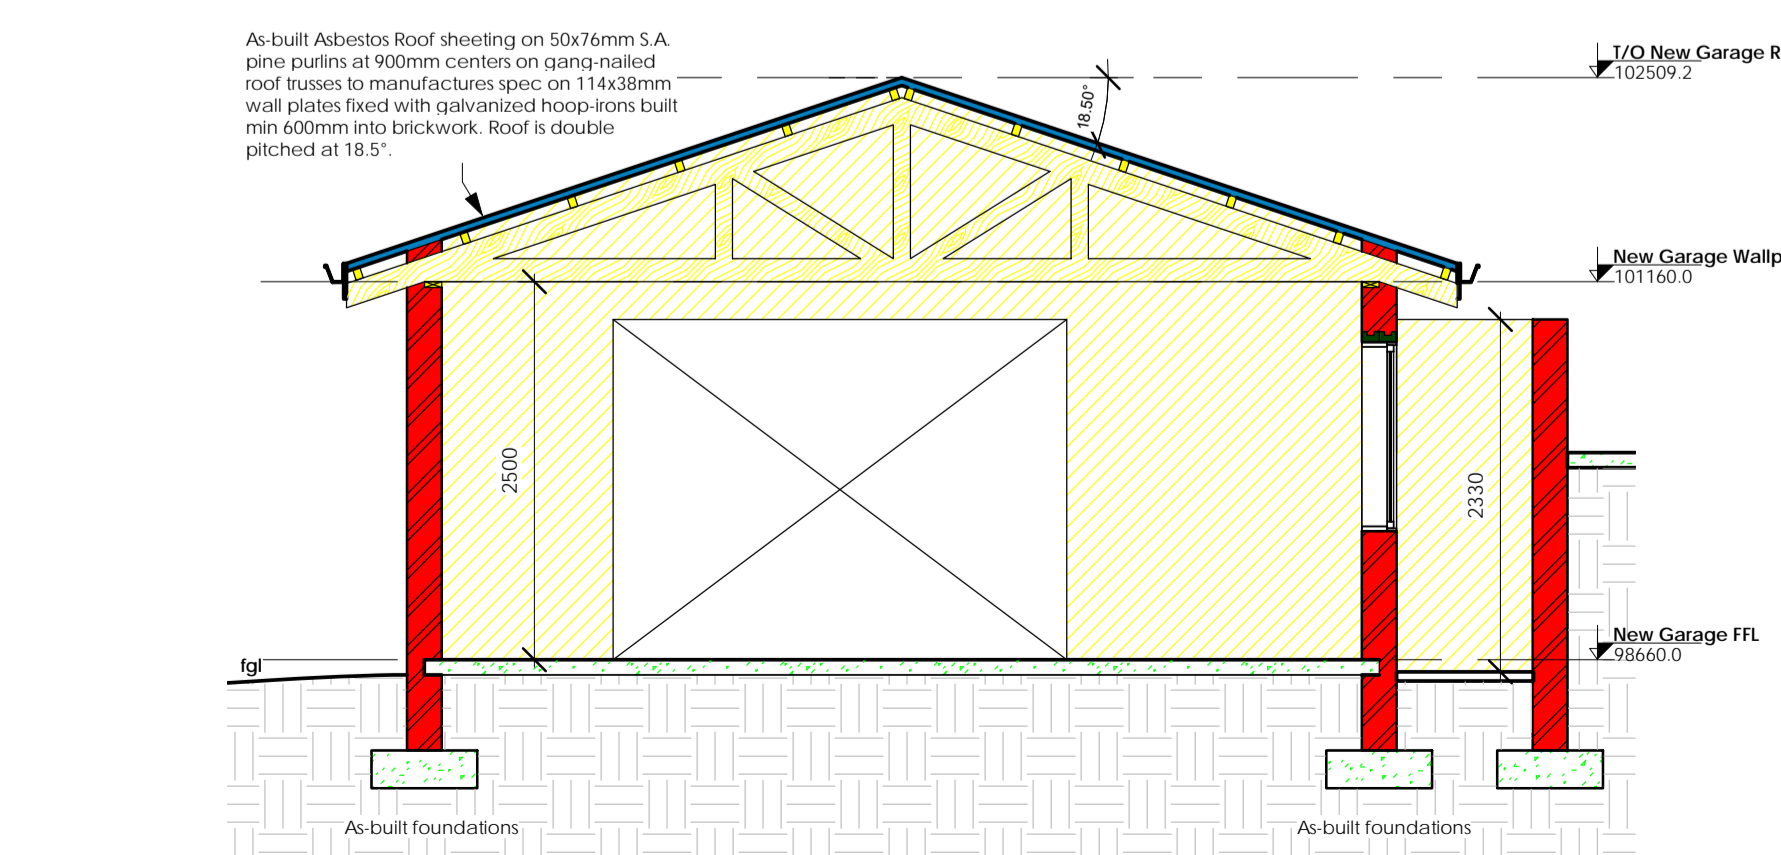 As-built Asbestos Roof sheeting on 50x76mm S.A.
pine purlins at 900mm centers on gang-nailed
roof trusses to manufactures spec on 114x38mm
wall plates fixed with galvanized hoop-irons built
min 600mm into brickwork. Roof is double
pitched at 18.5°.
18.50°
T/O New Garage R
102509.2
New Garage Wallp
101160.0
2500
2330
fgl
New Garage FFL
98660.0
As-built foundations
As-built foundations